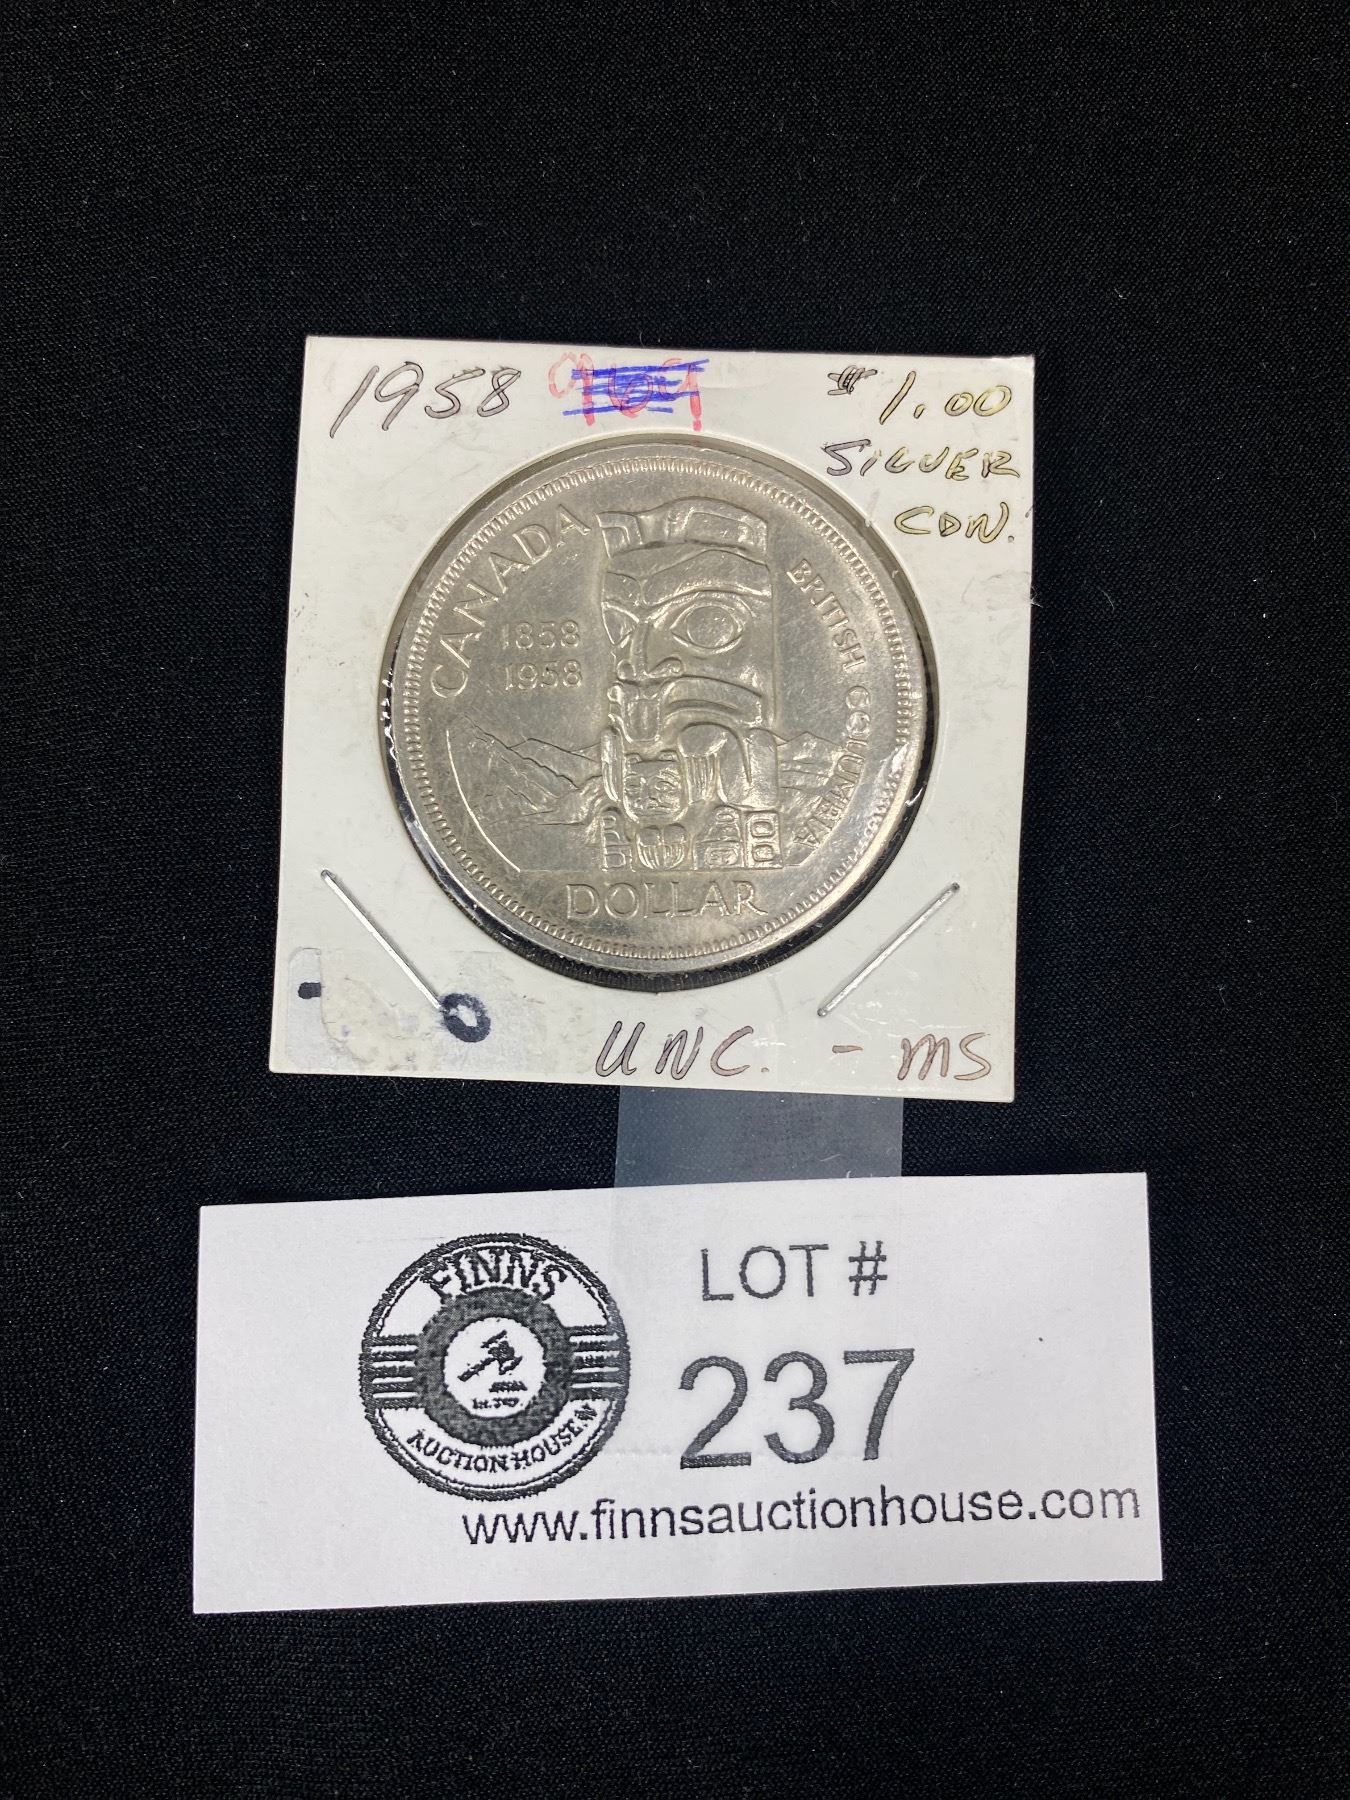 1958
$1.00
SILVER
CDN.
CANADA
1858
1958
BRITISH COLUMBIA
DOLLAR
UNC. - MS
FINNS
AUCTION HOUSE
LOT #
237
www.finnsauctionhouse.com